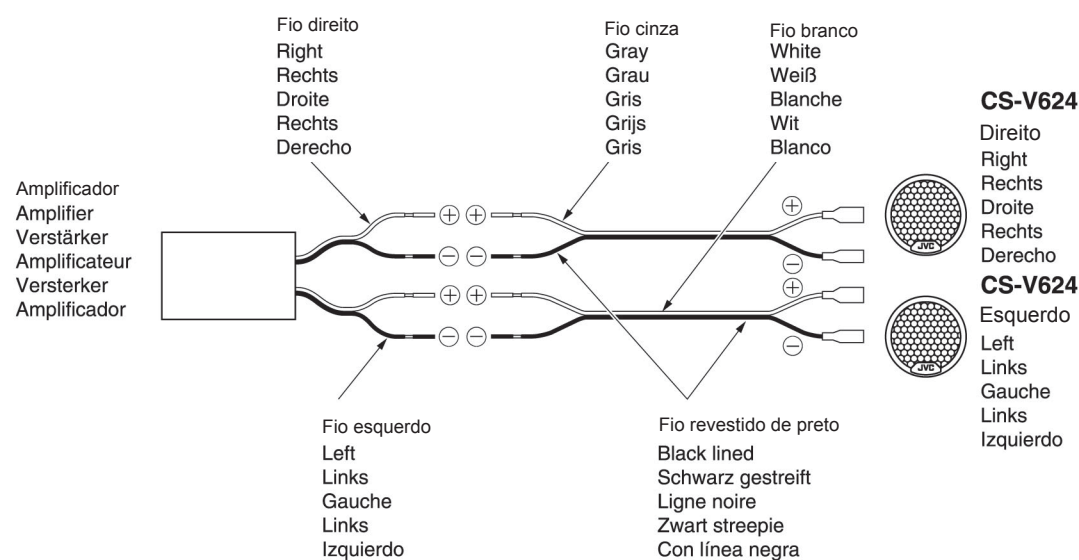 Fio direito
Right
Rechts
Droite
Rechts
Derecho
Fio cinza
Gray
Grau
Gris
Grijs
Gris
Fio branco
White
Weiß
Blanche
Wit
Blanco
CS-V624
Direito
Right
Rechts
Droite
Rechts
Derecho
Amplificador
Amplifier
Verstärker
Amplificateur
Versterker
Amplificador
+ +
- -
+ +
- -
+
-
+
-
JVC
CS-V624
Esquerdo
Left
Links
Gauche
Links
Izquierdo
JVC
Fio esquerdo
Left
Links
Gauche
Links
Izquierdo
Fio revestido de preto
Black lined
Schwarz gestreift
Ligne noire
Zwart streepie
Con línea negra